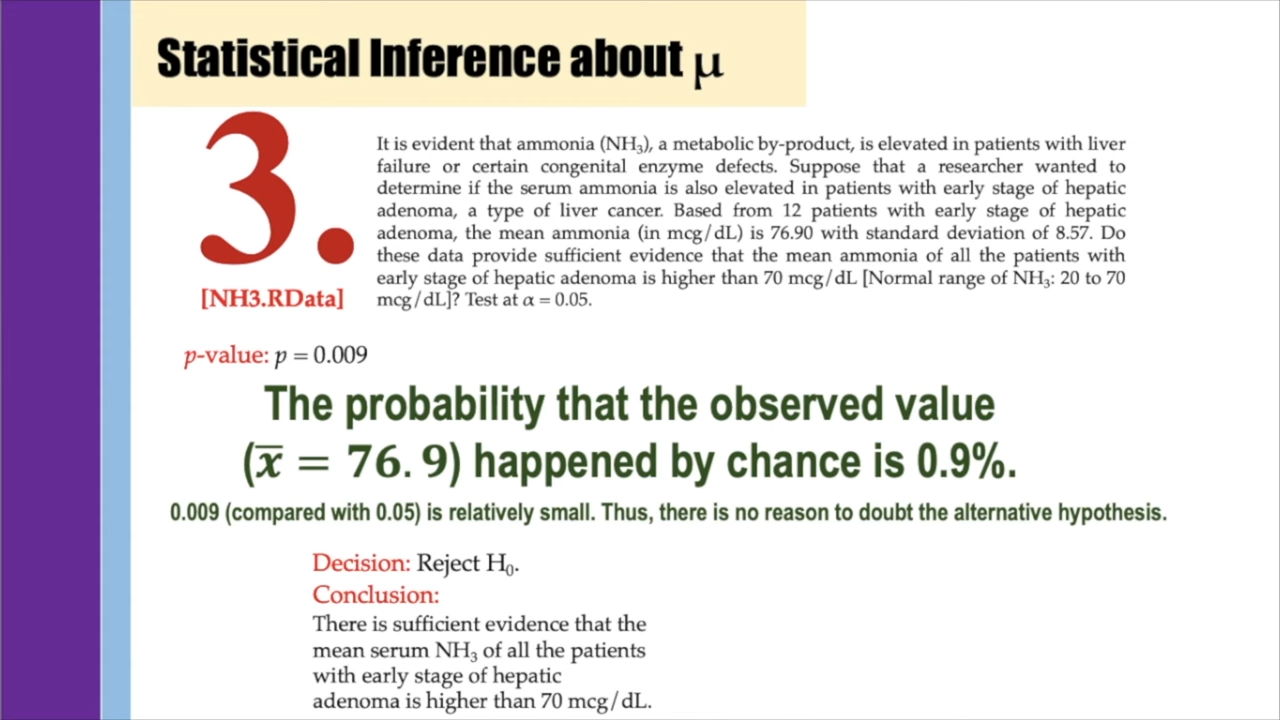 Statistical Inference about μ
3.
[NH3.RData]
It is evident that ammonia (NH₃), a metabolic by-product, is elevated in patients with liver
failure or certain congenital enzyme defects. Suppose that a researcher wanted to
determine if the serum ammonia is also elevated in patients with early stage of hepatic
adenoma, a type of liver cancer. Based from 12 patients with early stage of hepatic
adenoma, the mean ammonia (in mcg/dL) is 76.90 with standard deviation of 8.57. Do
these data provide sufficient evidence that the mean ammonia of all the patients with
early stage of hepatic adenoma is higher than 70 mcg/dL [Normal range of NH₃: 20 to 70
mcg/dL]? Test at α = 0.05.
p-value: p = 0.009
The probability that the observed value
(x̅ = 76.9) happened by chance is 0.9%.
0.009 (compared with 0.05) is relatively small. Thus, there is no reason to doubt the alternative hypothesis.
Decision: Reject H₀.
Conclusion:
There is sufficient evidence that the
mean serum NH₃ of all the patients
with early stage of hepatic
adenoma is higher than 70 mcg/dL.